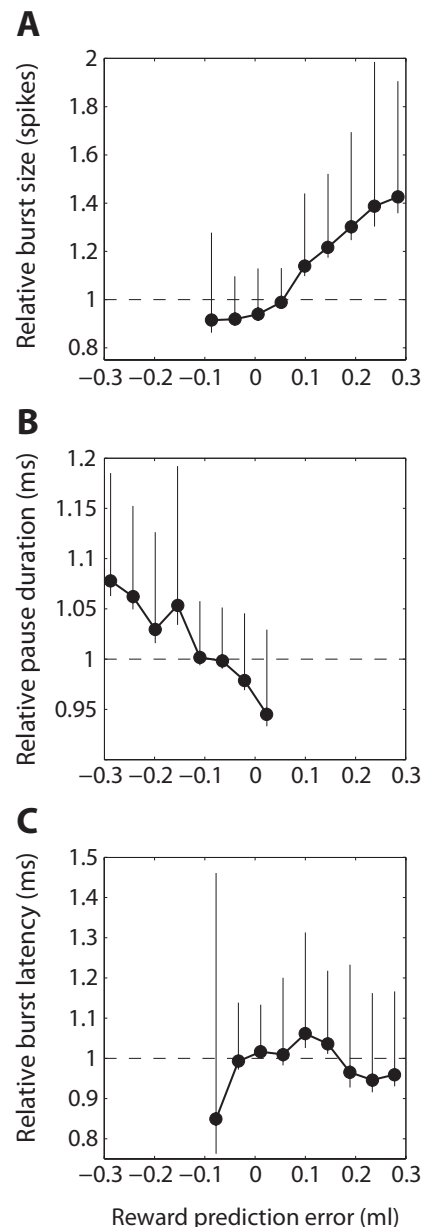 A
Relative burst size (spikes)
2
1.8
1.6
1.4
1.2
1
0.8
−0.3 −0.2 −0.1 0 0.1 0.2 0.3
B
Relative pause duration (ms)
1.2
1.15
1.1
1.05
1
0.95
−0.3 −0.2 −0.1 0 0.1 0.2 0.3
C
Relative burst latency (ms)
1.5
1.4
1.3
1.2
1.1
1
0.9
0.8
−0.3 −0.2 −0.1 0 0.1 0.2 0.3
Reward prediction error (ml)